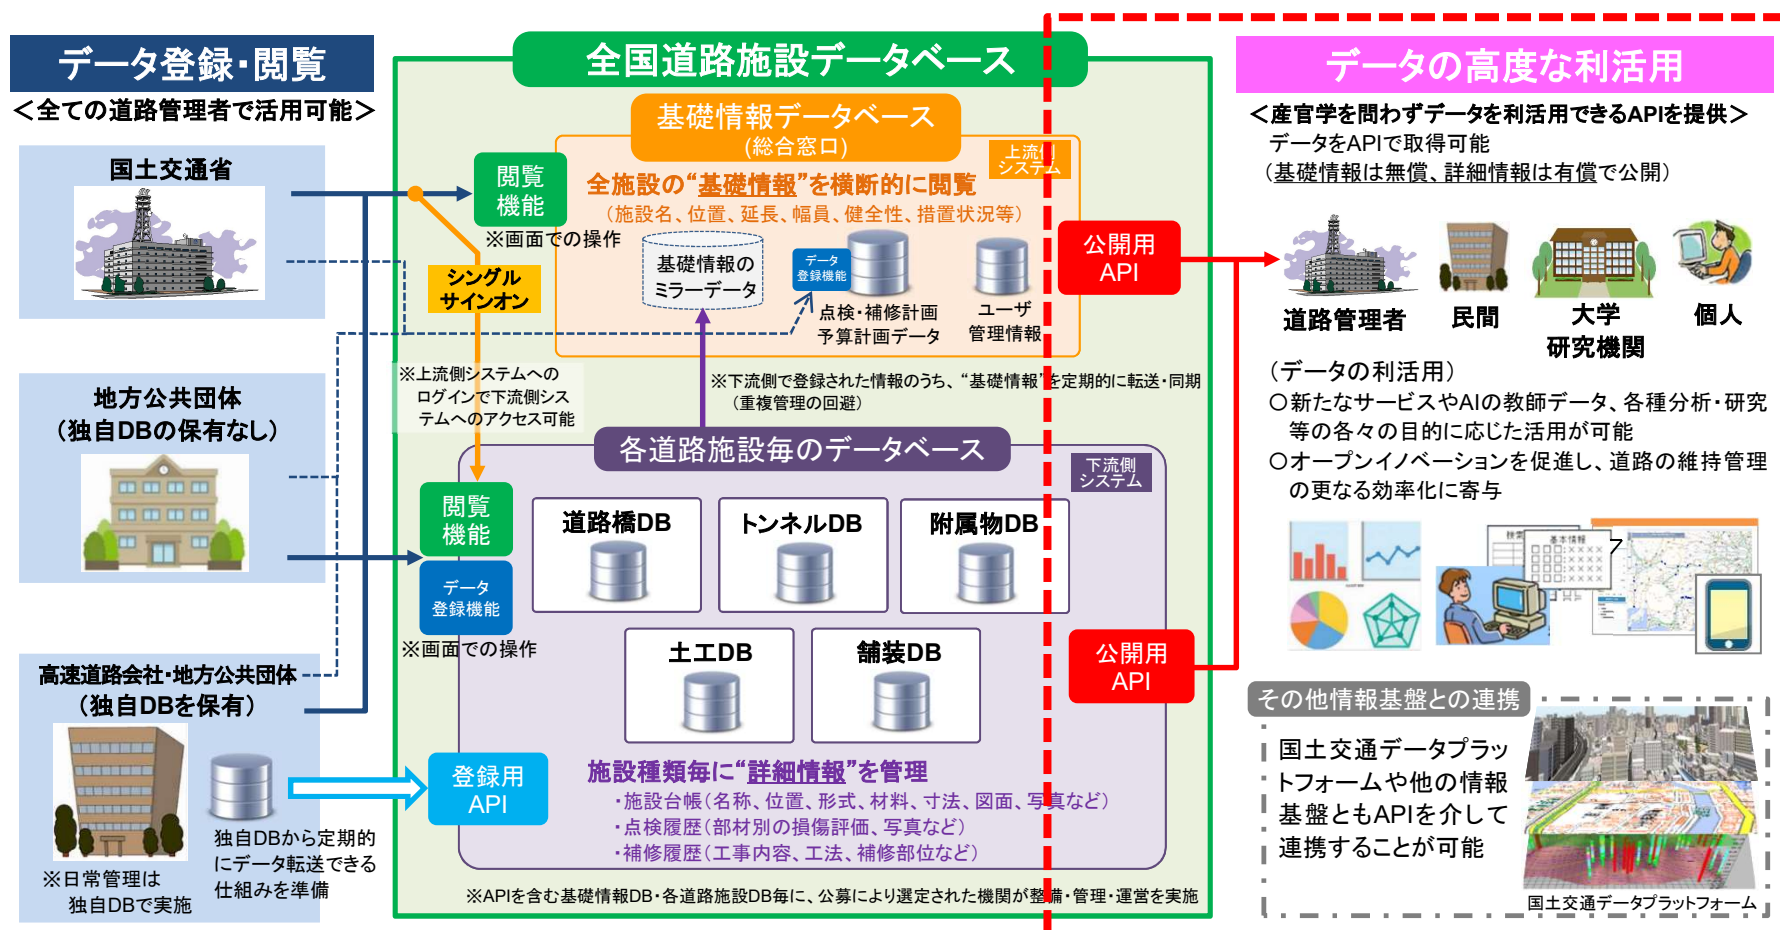 データ登録・閲覧
＜全ての道路管理者で活用可能＞
国土交通省
地方公共団体
（独自DBの保有なし）
高速道路会社・地方公共団体
（独自DBを保有）
※日常管理は
独自DBで実施
独自DBから定期的
にデータ転送できる
仕組みを準備
全国道路施設データベース
基礎情報データベース
(総合窓口)
上流側
システム
閲覧
機能
※画面での操作
全施設の“基礎情報”を横断的に閲覧
（施設名、位置、延長、幅員、健全性、措置状況等）
基礎情報の
ミラーデータ
データ
登録機能
点検・補修計画
予算計画データ
ユーザ
管理情報
公開用
API
シングル
サインオン
※上流側システムへの
ログインで下流側シス
テムへのアクセス可能
※下流側で登録された情報のうち、“基礎情報”を定期的に転送・同期
（重複管理の回避）
各道路施設毎のデータベース
下流側
システム
閲覧
機能
データ
登録機能
※画面での操作
道路橋DB
トンネルDB
附属物DB
土工DB
舗装DB
公開用
API
登録用
API
施設種類毎に“詳細情報”を管理
・施設台帳（名称、位置、形式、材料、寸法、図面、写真など）
・点検履歴（部材別の損傷評価、写真など）
・補修履歴（工事内容、工法、補修部位など）
※APIを含む基礎情報DB・各道路施設DB毎に、公募により選定された機関が整備・管理・運営を実施
データの高度な利活用
＜産官学を問わずデータを利活用できるAPIを提供＞
データをAPIで取得可能
（基礎情報は無償、詳細情報は有償で公開）
道路管理者
民間
大学
研究機関
個人
（データの利活用）
〇新たなサービスやAIの教師データ、各種分析・研究
等の各々の目的に応じた活用が可能
〇オープンイノベーションを促進し、道路の維持管理
の更なる効率化に寄与
検索
基本情報
□：××××
□：××××
□：××××
その他情報基盤との連携
国土交通データプラッ
トフォームや他の情報
基盤ともAPIを介して
連携することが可能
国土交通データプラットフォーム